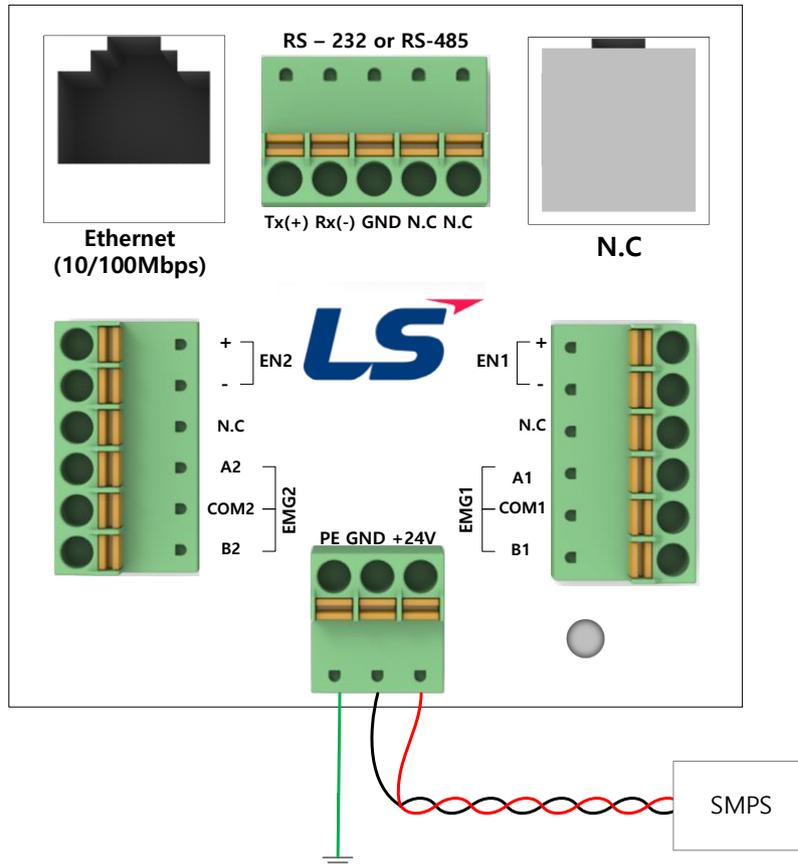 RS – 232 or RS-485
Tx(+) Rx(-) GND N.C N.C
Ethernet
(10/100Mbps)
N.C
LS
+
EN2
-
N.C
A2
COM2
EMG2
B2
+
EN1
-
N.C
A1
COM1
EMG1
B1
PE GND +24V
SMPS